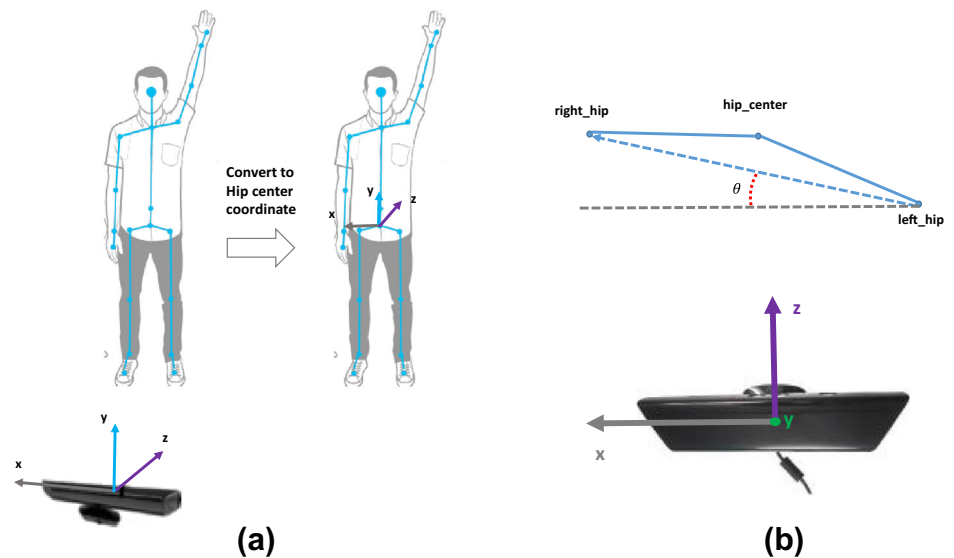 Convert to
Hip center
coordinate
y
z
x
y
z
x
(a)
right_hip
hip_center
θ
left_hip
z
y
x
(b)